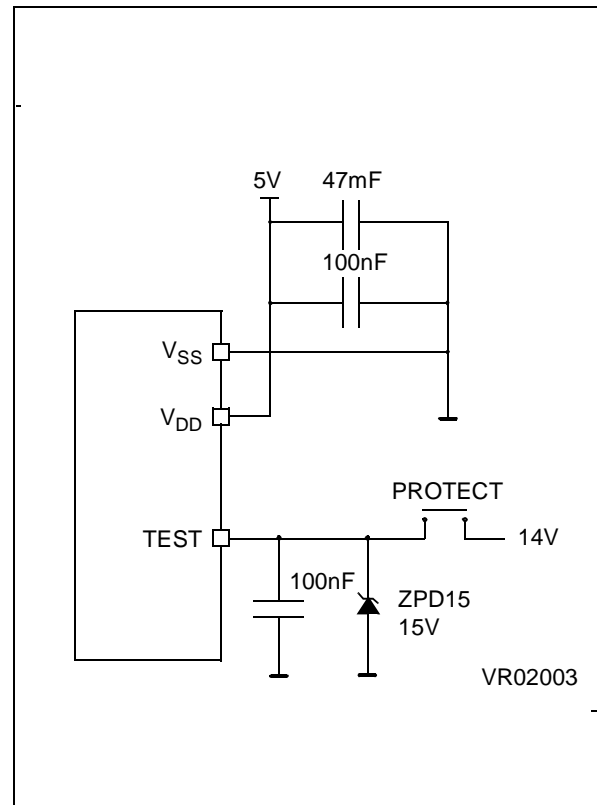 5V
47mF
100nF
VSS
VDD
PROTECT
TEST
14V
100nF
ZPD15
15V
VR02003